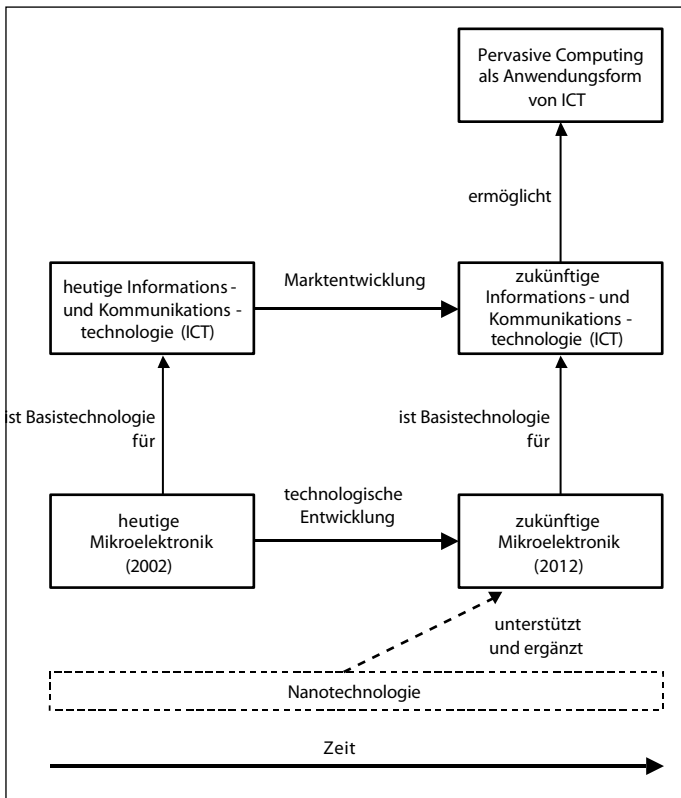 Pervasive Computing
als Anwendungsform
von ICT
ermöglicht
heutige Informations -
und Kommunikations -
technologie (ICT)
Marktentwicklung
zukünftige
Informations - und
Kommunikations -
technologie (ICT)
ist Basistechnologie
für
ist Basistechnologie
für
heutige
Mikroelektronik
(2002)
technologische
Entwicklung
zukünftige
Mikroelektronik
(2012)
unterstützt
und ergänzt
Nanotechnologie
Zeit